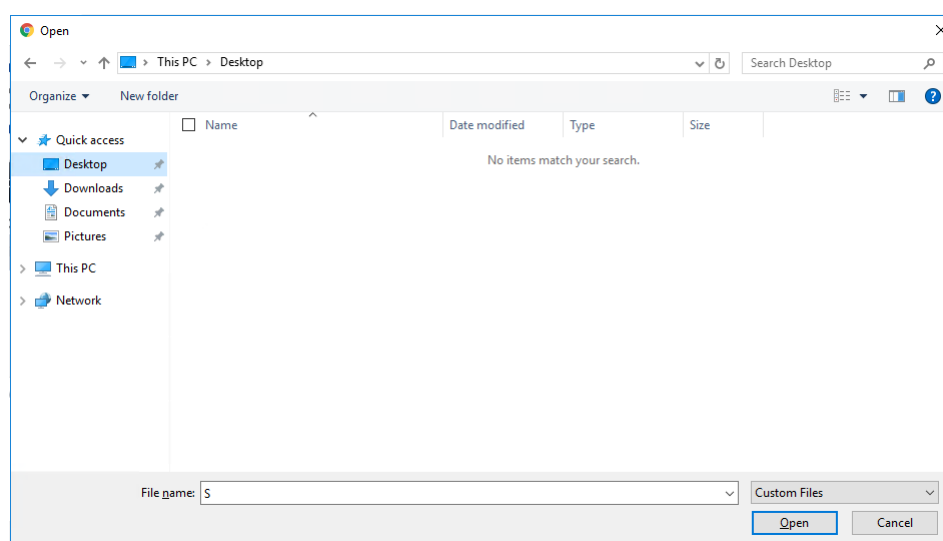 Open
This PC > Desktop
Search Desktop
Organize
New folder
Name
Date modified
Type
Size
Quick access
No items match your search.
Desktop
Downloads
Documents
Pictures
This PC
Network
File name: S
Custom Files
Open
Cancel